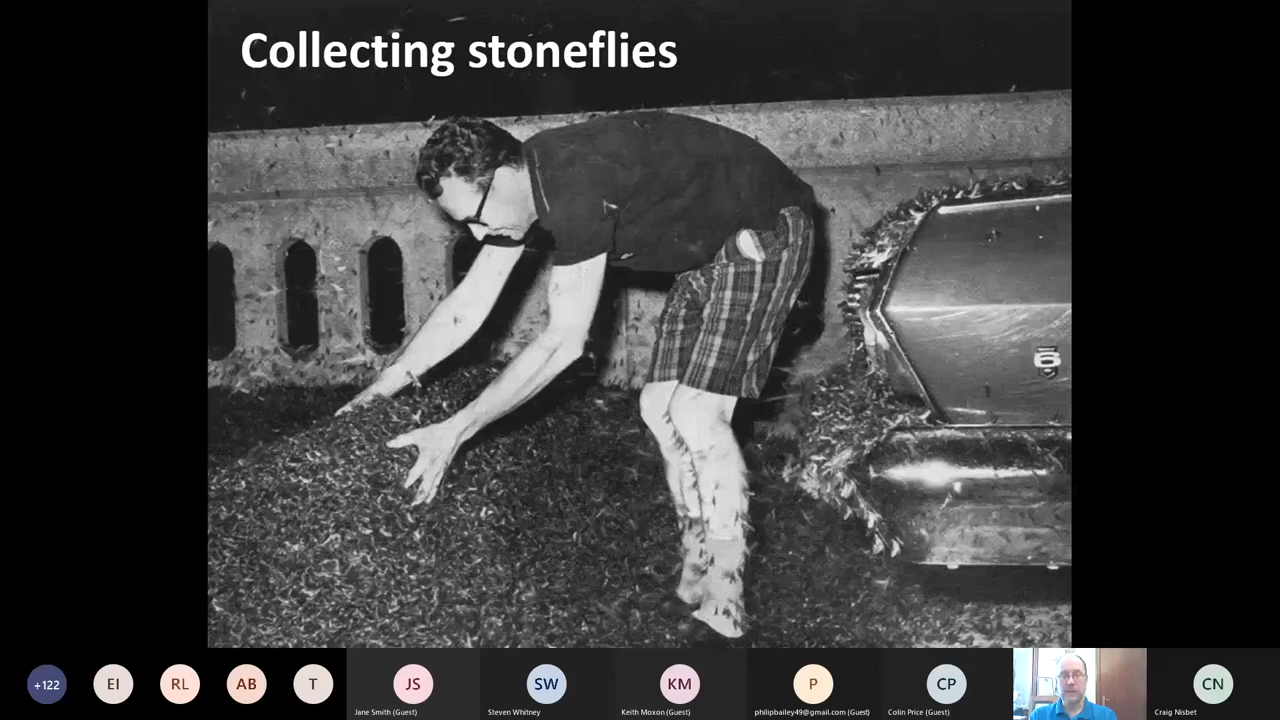 Collecting stoneflies
6
+122
EI
RL
AB
T
JS
SW
KM
P
CP
CN
Jane Smith (Guest)
Steven Whitney
Keith Moxon (Guest)
philipbailey49@gmail.com (Guest)
Colin Price (Guest)
Craig Nisbet